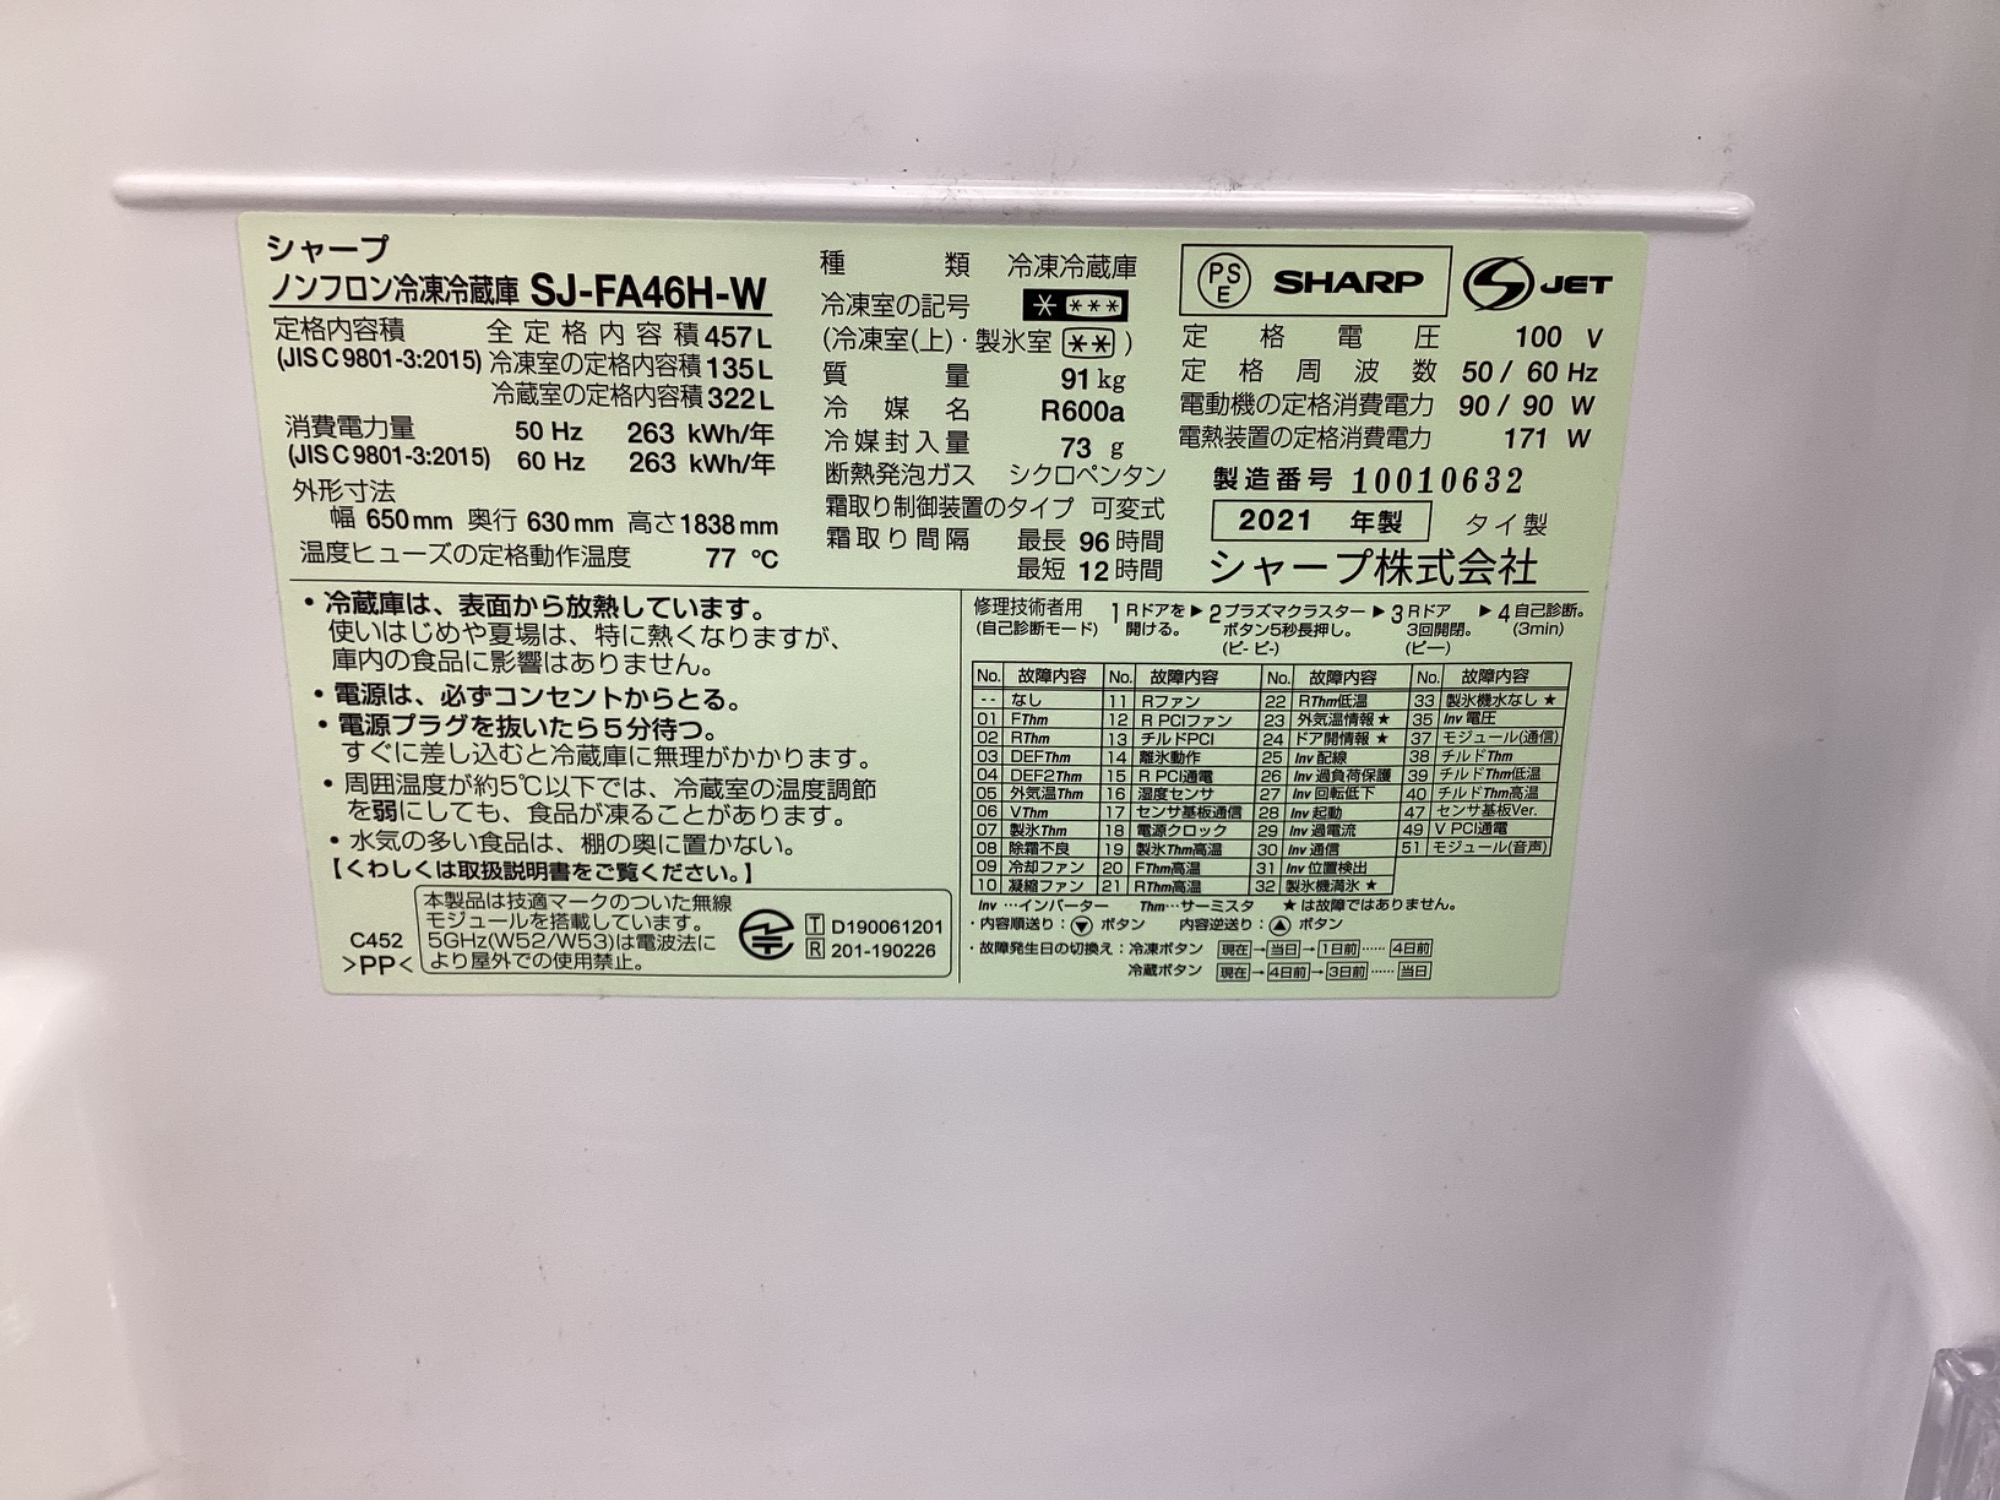 シャープ
ノンフロン冷凍冷蔵庫 SJ-FA46H-W
定格内容積 全定格内容積 457L
(JIS C 9801-3:2015) 冷凍室の定格内容積 135L
冷蔵室の定格内容積 322L
消費電力量 50 Hz 263 kWh/年
(JIS C 9801-3:2015) 60 Hz 263 kWh/年
外形寸法
幅 650mm 奥行 630mm 高さ1838mm
温度ヒューズの定格動作温度 77 ℃
種類 冷凍冷蔵庫
冷凍室の記号 * ***
(冷凍室(上)・製氷室 ** )
質量 91kg
冷媒名 R600a
冷媒封入量 73 g
断熱発泡ガス シクロペンタン
霜取り制御装置のタイプ 可変式
霜取り間隔 最長 96 時間
最短 12 時間
PSE SHARP S JET
定格電圧 100 V
定格周波数 50 / 60 Hz
電動機の定格消費電力 90 / 90 W
電熱装置の定格消費電力 171 W
製造番号 10010632
2021 年製 タイ製
シャープ株式会社
・冷蔵庫は、表面から放熱しています。
使いはじめや夏場は、特に熱くなりますが、
庫内の食品に影響はありません。
・電源は、必ずコンセントからとる。
・電源プラグを抜いたら5分待つ。
すぐに差し込むと冷蔵庫に無理がかかります。
・周囲温度が約5℃以下では、冷蔵室の温度調節
を弱にしても、食品が凍ることがあります。
・水気の多い食品は、棚の奥に置かない。
【くわしくは取扱説明書をご覧ください。】
C452
>PP<
本製品は技適マークのついた無線
モジュールを搭載しています。
5GHz(W52/W53)は電波法に
より屋外での使用禁止。
T D190061201
R 201-190226
修理技術者用 1 Rドアを ▶ 2 プラズマクラスター ▶ 3 Rドア ▶ 4 自己診断。
(自己診断モード) 開ける。 ボタン5秒長押し。 3回開閉。 (3min)
(ピ- ピ-) (ピー)
No. 故障内容 No. 故障内容 No. 故障内容 No. 故障内容
-- なし 11 Rファン 22 RThm低温 33 製氷機水なし ★
01 FThm 12 R PCIファン 23 外気温情報★ 35 Inv 電圧
02 RThm 13 チルドPCI 24 ドア開情報 ★ 37 モジュール(通信)
03 DEFThm 14 離氷動作 25 Inv 配線 38 チルドThm
04 DEF2Thm 15 R PCI通電 26 Inv 過負荷保護 39 チルドThm低温
05 外気温Thm 16 湿度センサ 27 Inv 回転低下 40 チルドThm高温
06 VThm 17 センサ基板通信 28 Inv 起動 47 センサ基板Ver.
07 製氷Thm 18 電源クロック 29 Inv 過電流 49 V PCI通電
08 除霜不良 19 製氷Thm高温 30 Inv 通信 51 モジュール(音声)
09 冷却ファン 20 FThm高温 31 Inv 位置検出
10 凝縮ファン 21 RThm高温 32 製氷機満氷 ★
Inv …インバーター Thm…サーミスタ ★は故障ではありません。
・内容順送り：▼ ボタン 内容逆送り：▲ ボタン
・故障発生日の切換え：冷凍ボタン 現在→当日→1日前……4日前
冷蔵ボタン 現在→4日前→3日前……当日